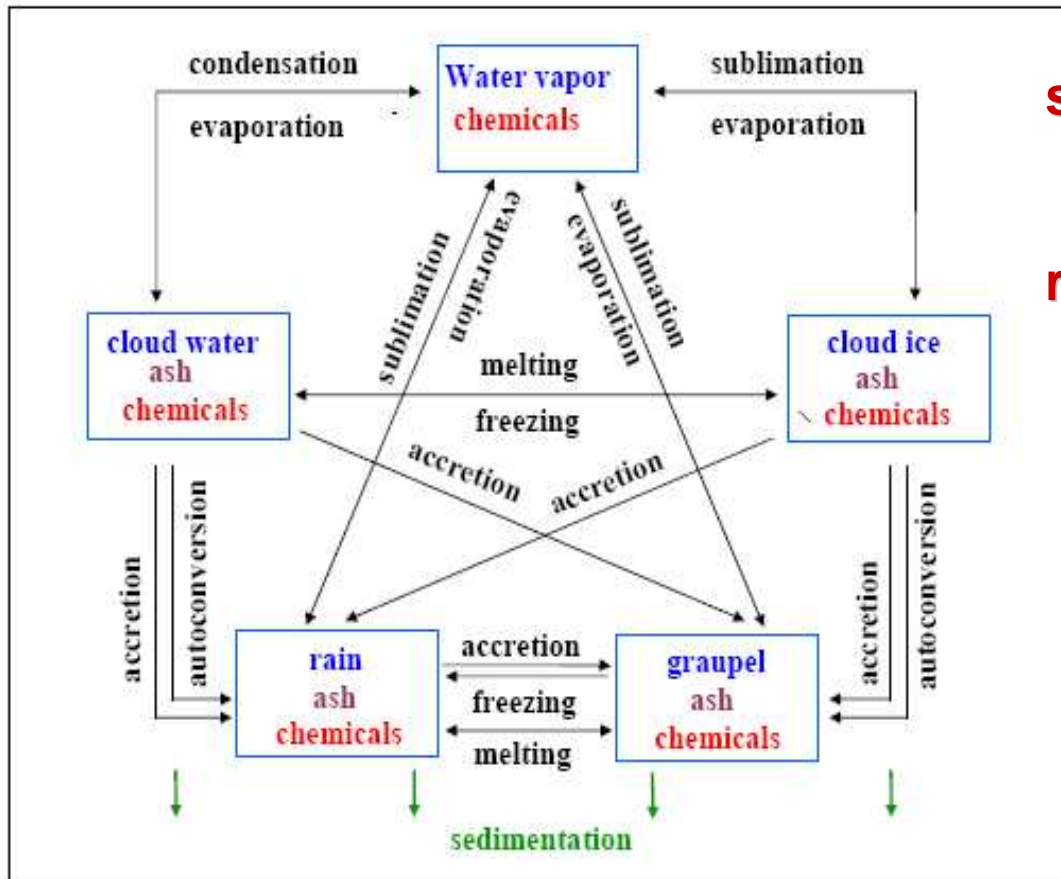 condensation
evaporation
Water vapor
chemicals
sublimation
evaporation
s
r
sublimation
evaporation
evaporation
sublimation
cloud water
ash
chemicals
melting
freezing
cloud ice
ash
chemicals
accretion
accretion
accretion
autoconversion
accretion
autoconversion
rain
ash
chemicals
accretion
freezing
melting
graupel
ash
chemicals
sedimentation